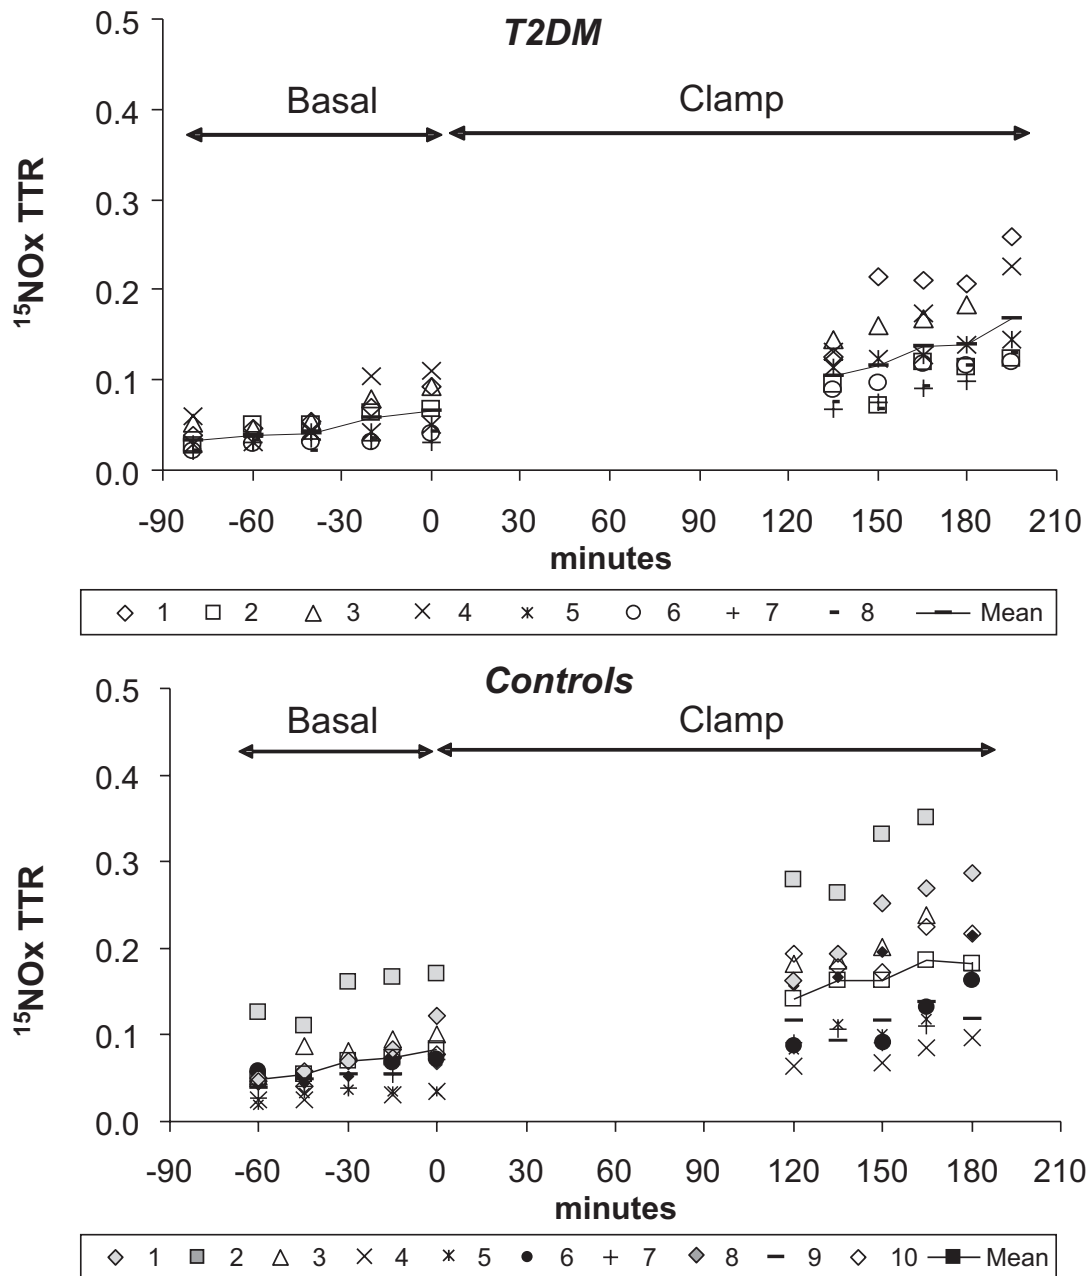 T2DM
Basal Clamp
0.5
0.4
0.3
0.2
0.1
0.0
¹⁵NOx TTR
-90 -60 -30 0 30 60 90 120 150 180 210
minutes
1 2 3 4 5 6 7 8 Mean
Controls
Basal Clamp
0.5
0.4
0.3
0.2
0.1
0.0
¹⁵NOx TTR
-90 -60 -30 0 30 60 90 120 150 180 210
minutes
1 2 3 4 5 6 7 8 9 10 Mean